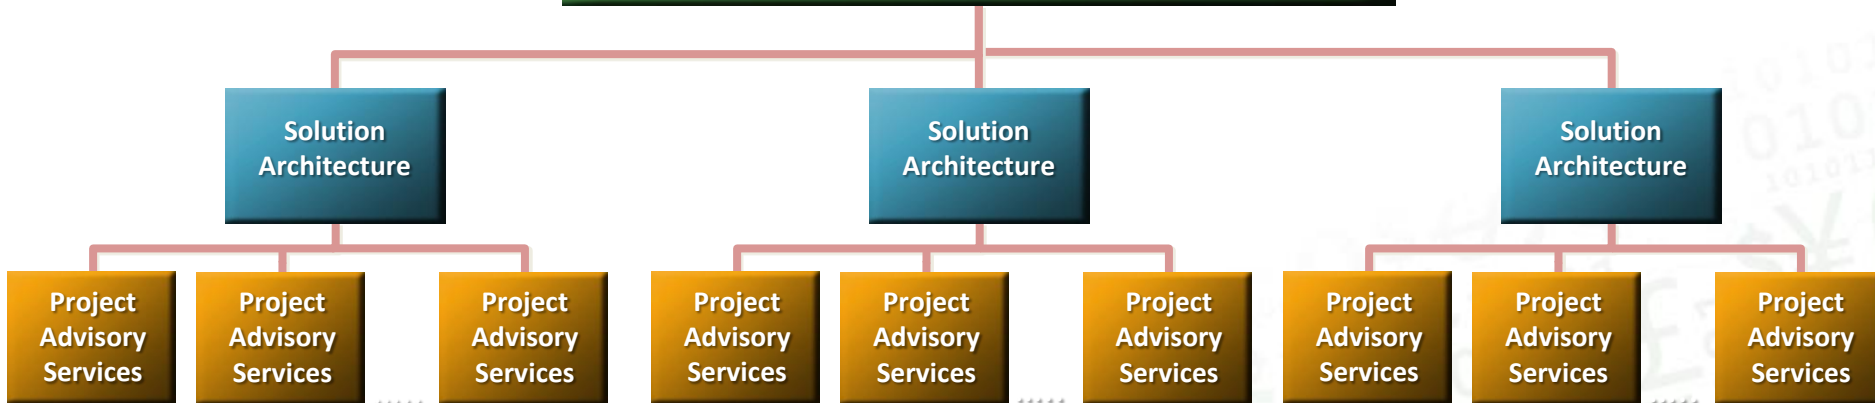 Solution
Architecture
Solution
Architecture
Solution
Architecture
Project
Advisory
Services
Project
Advisory
Services
.....
Project
Advisory
Services
Project
Advisory
Services
Project
Advisory
Services
.....
Project
Advisory
Services
Project
Advisory
Services
Project
Advisory
Services
.....
Project
Advisory
Services